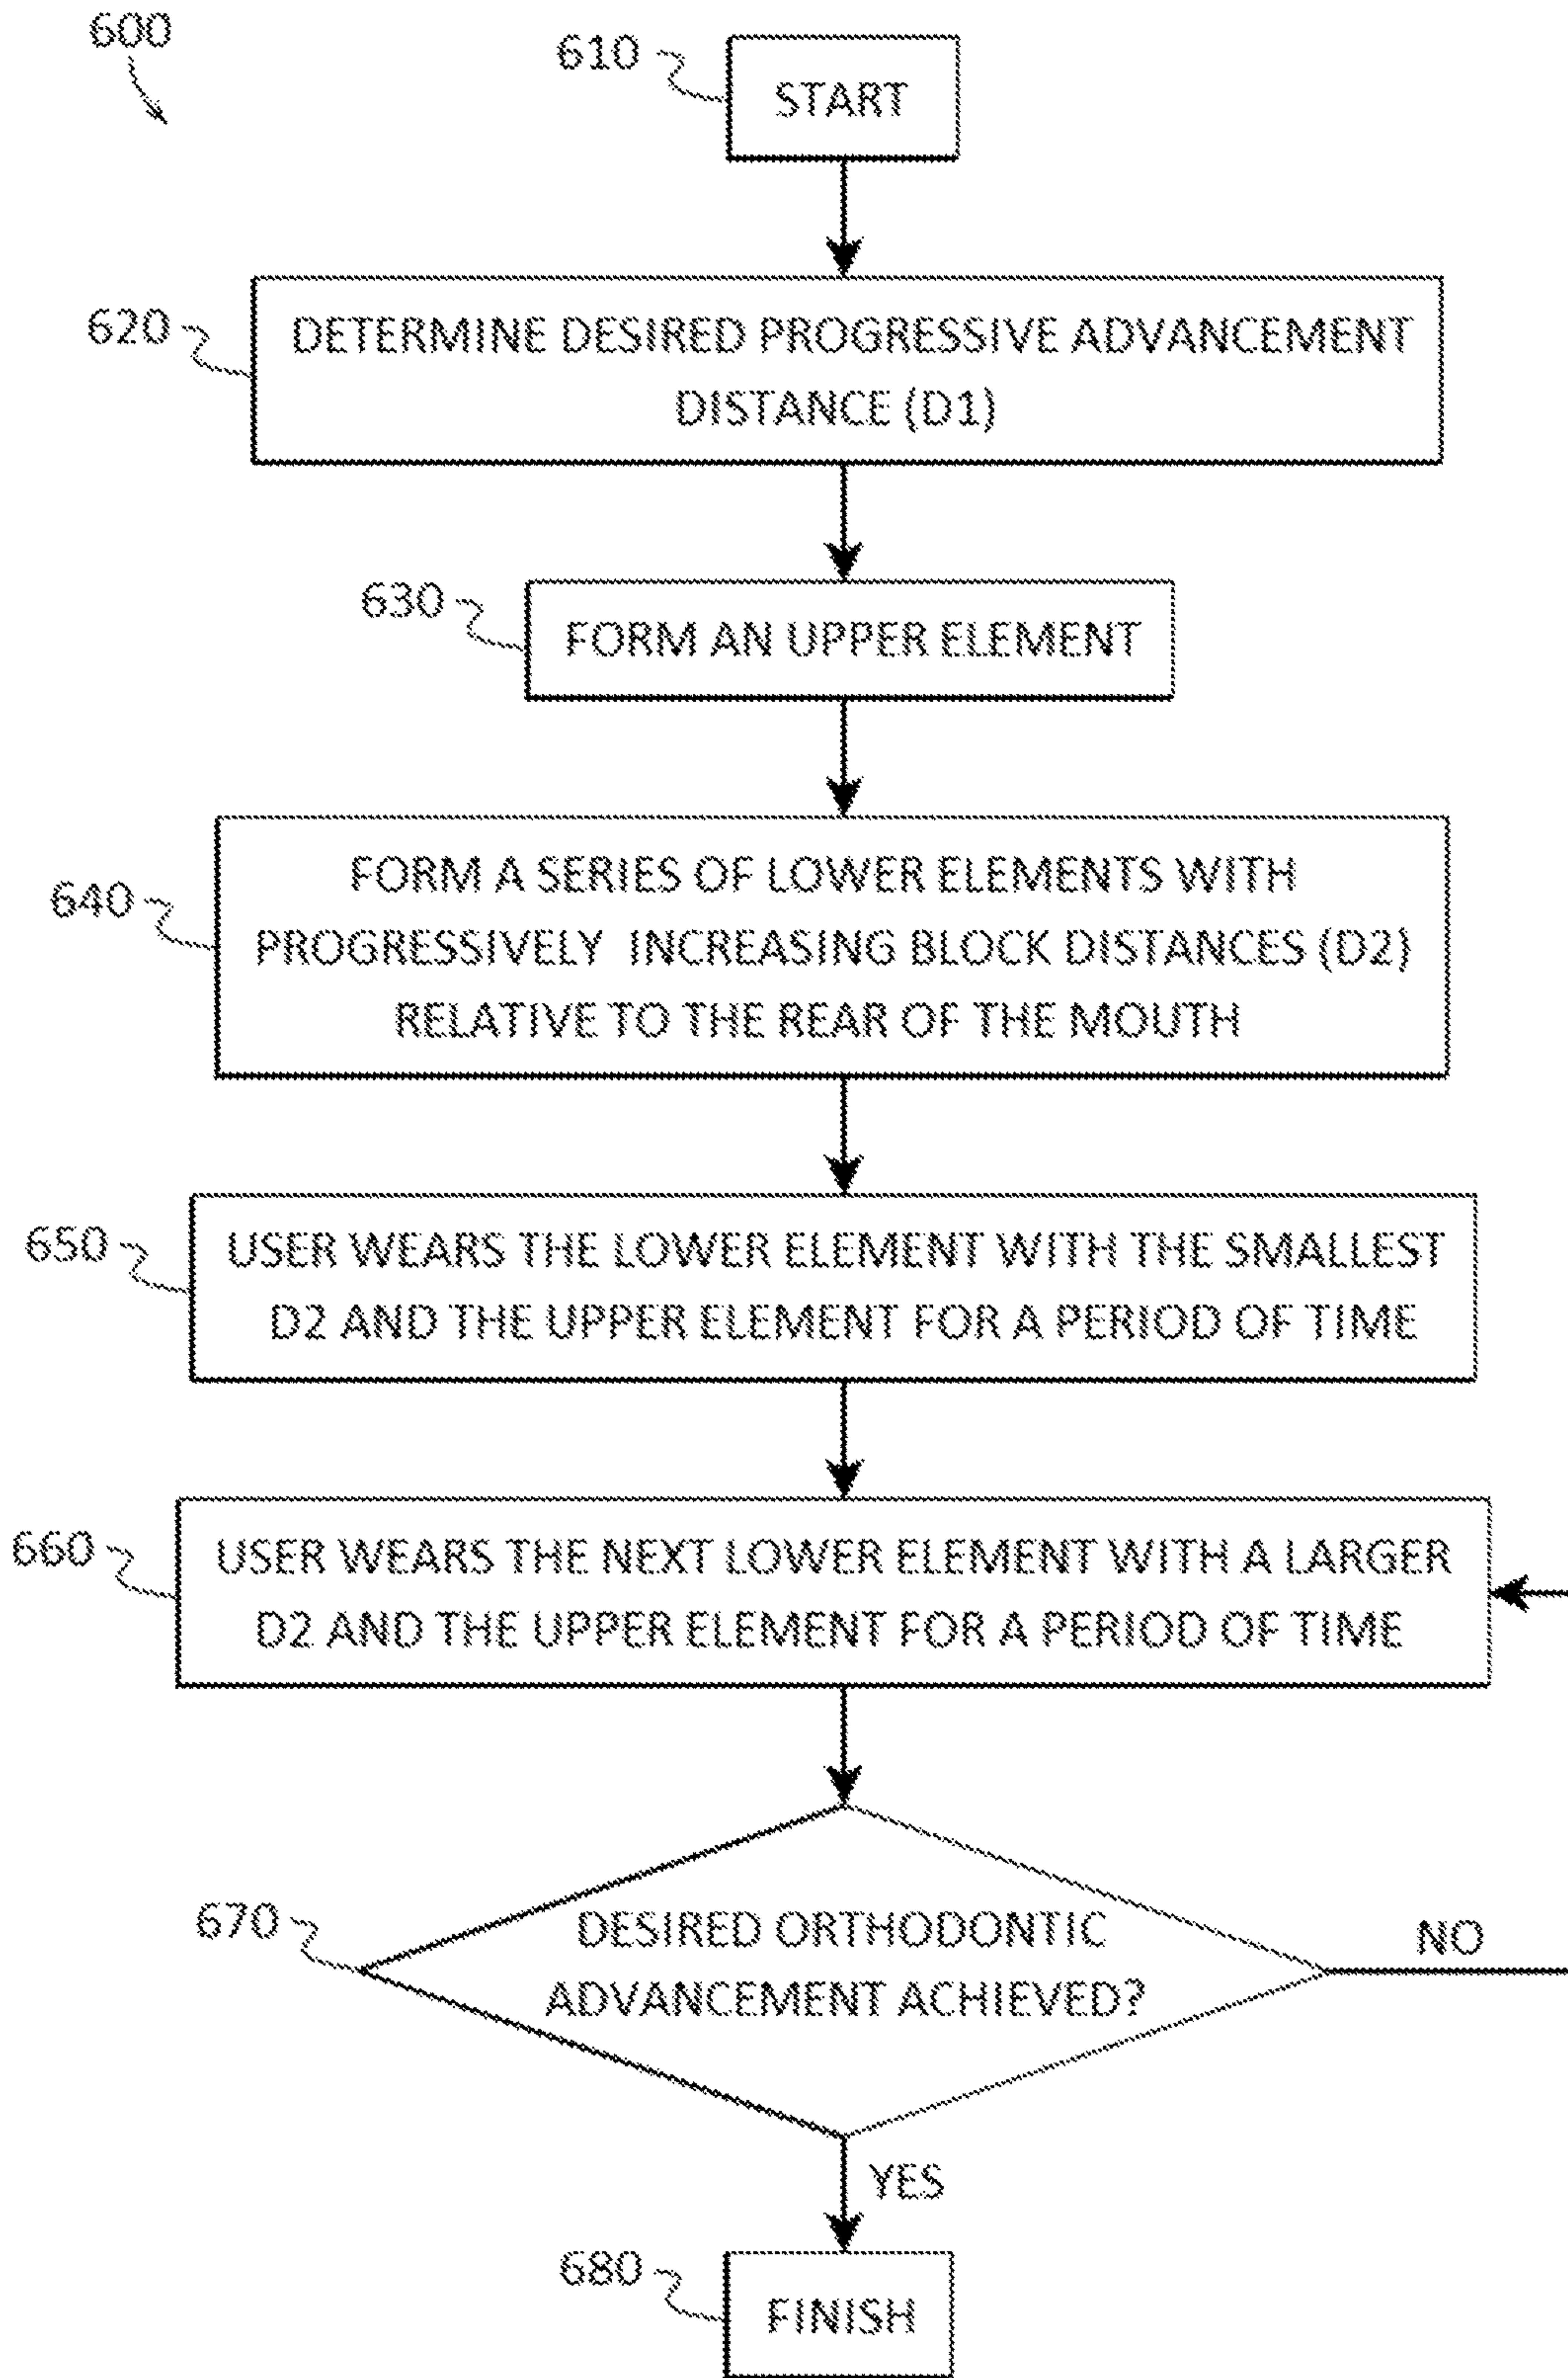 600
610
START
620
DETERMINE DESIRED PROGRESSIVE ADVANCEMENT
DISTANCE (D1)
630
FORM AN UPPER ELEMENT
640
FORM A SERIES OF LOWER ELEMENTS WITH
PROGRESSIVELY INCREASING BLOCK DISTANCES (D2)
RELATIVE TO THE REAR OF THE MOUTH
650
USER WEARS THE LOWER ELEMENT WITH THE SMALLEST
D2 AND THE UPPER ELEMENT FOR A PERIOD OF TIME
660
USER WEARS THE NEXT LOWER ELEMENT WITH A LARGER
D2 AND THE UPPER ELEMENT FOR A PERIOD OF TIME
670
DESIRED ORTHODONTIC
ADVANCEMENT ACHIEVED?
NO
YES
680
FINISH